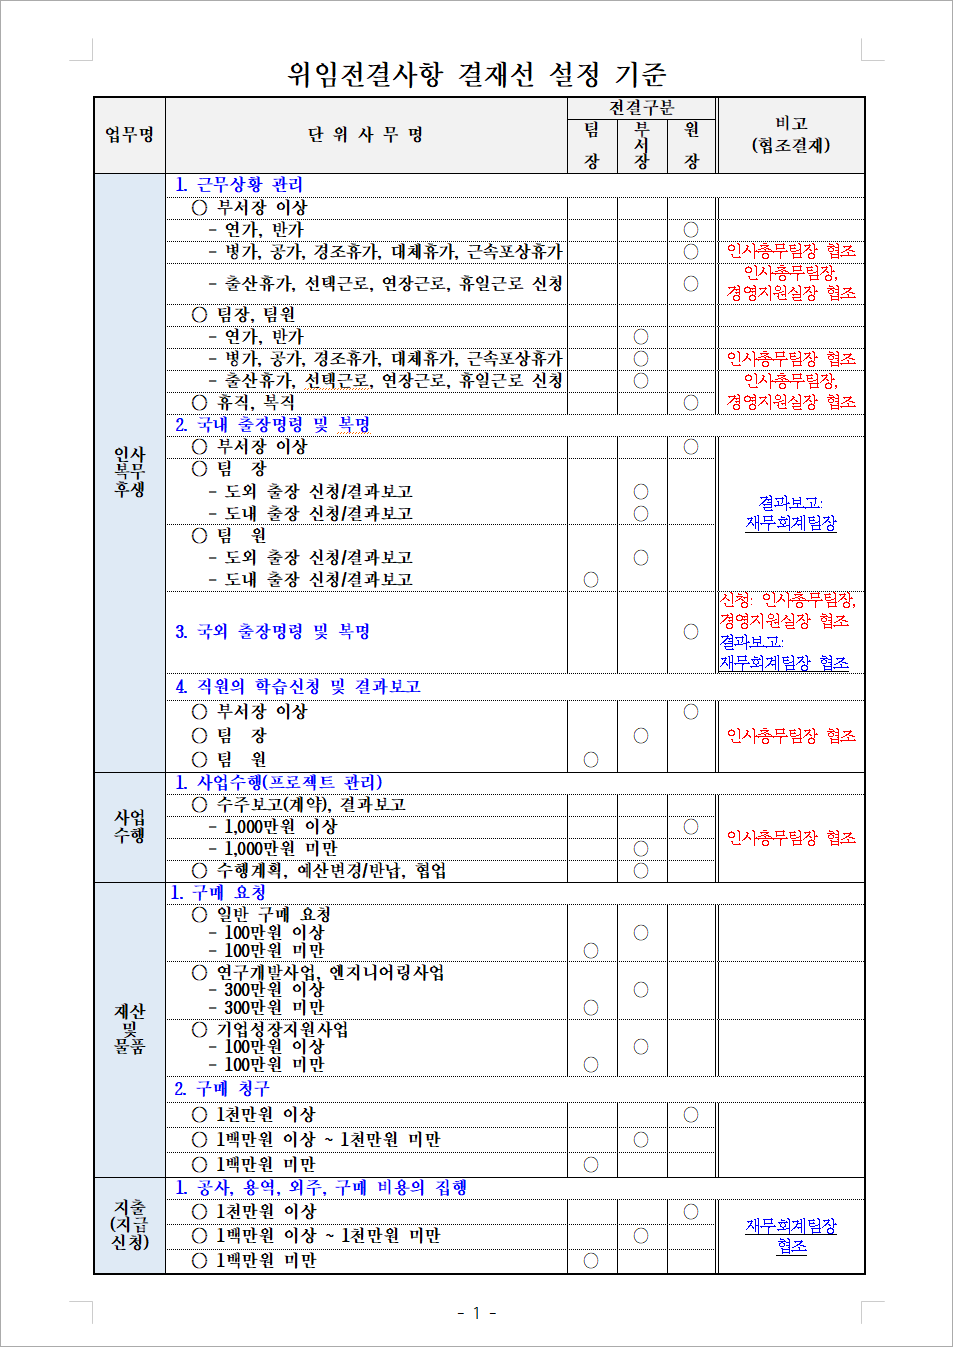 위임전결사항 결재선 설정 기준
업무명
단 위 사 무 명
전결구분
팀 장
부서장
원 장
비고
(협조결재)
인사
복무
후생
1. 근무상황 관리
○ 부서장 이상
- 연가, 반가 ○
- 병가, 공가, 경조휴가, 대체휴가, 근속포상휴가 ○ 인사총무팀장 협조
- 출산휴가, 선택근로, 연장근로, 휴일근로 신청 ○ 인사총무팀장,
경영지원실장 협조
○ 팀장, 팀원
- 연가, 반가 ○
- 병가, 공가, 경조휴가, 대체휴가, 근속포상휴가 ○ 인사총무팀장 협조
- 출산휴가, 선택근로, 연장근로, 휴일근로 신청 ○ 인사총무팀장,
○ 휴직, 복직 ○ 경영지원실장 협조
2. 국내 출장명령 및 복명
○ 부서장 이상 ○
○ 팀 장
- 도외 출장 신청/결과보고 ○
- 도내 출장 신청/결과보고 ○
결과보고:
재무회계팀장
○ 팀 원
- 도외 출장 신청/결과보고 ○
- 도내 출장 신청/결과보고 ○
3. 국외 출장명령 및 복명 ○
신청: 인사총무팀장,
경영지원실장 협조
결과보고:
재무회계팀장 협조
4. 직원의 학습신청 및 결과보고
○ 부서장 이상 ○
○ 팀 장 ○ 인사총무팀장 협조
○ 팀 원 ○
사업
수행
1. 사업수행(프로젝트 관리)
○ 수주보고(계약), 결과보고
- 1,000만원 이상 ○
인사총무팀장 협조
- 1,000만원 미만 ○
○ 수행계획, 예산변경/반납, 협업 ○
재산
및
물품
1. 구매 요청
○ 일반 구매 요청
- 100만원 이상 ○
- 100만원 미만 ○
○ 연구개발사업, 엔지니어링사업
- 300만원 이상 ○
- 300만원 미만 ○
○ 기업성장지원사업
- 100만원 이상 ○
- 100만원 미만 ○
2. 구매 청구
○ 1천만원 이상 ○
○ 1백만원 이상 ~ 1천만원 미만 ○
○ 1백만원 미만 ○
지출
(지급
신청)
1. 공사, 용역, 외주, 구매 비용의 집행
○ 1천만원 이상 ○
○ 1백만원 이상 ~ 1천만원 미만 ○
○ 1백만원 미만 ○
재무회계팀장
협조
- 1 -